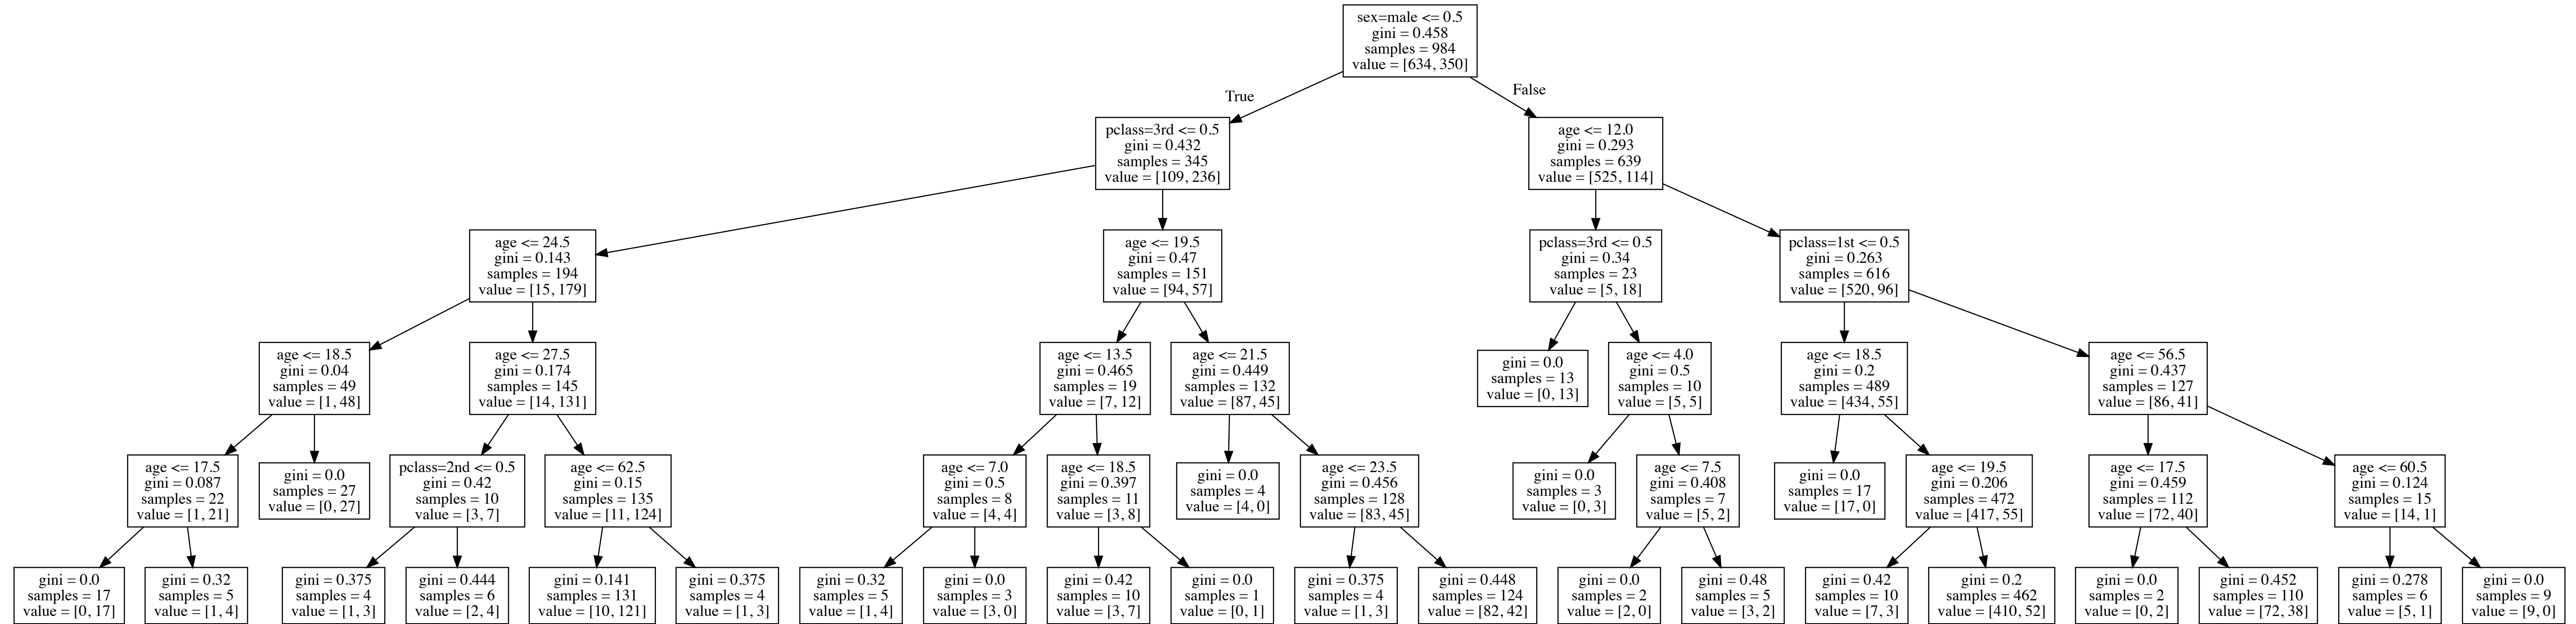 sex=male <= 0.5
gini = 0.458
samples = 984
value = [634, 350]
True
False
pclass=3rd <= 0.5
gini = 0.432
samples = 345
value = [109, 236]
age <= 12.0
gini = 0.293
samples = 639
value = [525, 114]
age <= 24.5
gini = 0.143
samples = 194
value = [15, 179]
age <= 19.5
gini = 0.47
samples = 151
value = [94, 57]
pclass=3rd <= 0.5
gini = 0.34
samples = 23
value = [5, 18]
pclass=1st <= 0.5
gini = 0.263
samples = 616
value = [520, 96]
age <= 18.5
gini = 0.04
samples = 49
value = [1, 48]
age <= 27.5
gini = 0.174
samples = 145
value = [14, 131]
age <= 13.5
gini = 0.465
samples = 19
value = [7, 12]
age <= 21.5
gini = 0.449
samples = 132
value = [87, 45]
gini = 0.0
samples = 13
value = [0, 13]
age <= 4.0
gini = 0.5
samples = 10
value = [5, 5]
age <= 18.5
gini = 0.2
samples = 489
value = [434, 55]
age <= 56.5
gini = 0.437
samples = 127
value = [86, 41]
age <= 17.5
gini = 0.087
samples = 22
value = [1, 21]
gini = 0.0
samples = 27
value = [0, 27]
pclass=2nd <= 0.5
gini = 0.42
samples = 10
value = [3, 7]
age <= 62.5
gini = 0.15
samples = 135
value = [11, 124]
age <= 7.0
gini = 0.5
samples = 8
value = [4, 4]
age <= 18.5
gini = 0.397
samples = 11
value = [3, 8]
gini = 0.0
samples = 4
value = [4, 0]
age <= 23.5
gini = 0.456
samples = 128
value = [83, 45]
gini = 0.0
samples = 3
value = [0, 3]
age <= 7.5
gini = 0.408
samples = 7
value = [5, 2]
gini = 0.0
samples = 17
value = [17, 0]
age <= 19.5
gini = 0.206
samples = 472
value = [417, 55]
age <= 17.5
gini = 0.459
samples = 112
value = [72, 40]
age <= 60.5
gini = 0.124
samples = 15
value = [14, 1]
gini = 0.0
samples = 17
value = [0, 17]
gini = 0.32
samples = 5
value = [1, 4]
gini = 0.375
samples = 4
value = [1, 3]
gini = 0.444
samples = 6
value = [2, 4]
gini = 0.141
samples = 131
value = [10, 121]
gini = 0.375
samples = 4
value = [1, 3]
gini = 0.32
samples = 5
value = [1, 4]
gini = 0.0
samples = 3
value = [3, 0]
gini = 0.42
samples = 10
value = [3, 7]
gini = 0.0
samples = 1
value = [0, 1]
gini = 0.375
samples = 4
value = [1, 3]
gini = 0.448
samples = 124
value = [82, 42]
gini = 0.0
samples = 2
value = [2, 0]
gini = 0.48
samples = 5
value = [3, 2]
gini = 0.42
samples = 10
value = [7, 3]
gini = 0.2
samples = 462
value = [410, 52]
gini = 0.0
samples = 2
value = [0, 2]
gini = 0.452
samples = 110
value = [72, 38]
gini = 0.278
samples = 6
value = [5, 1]
gini = 0.0
samples = 9
value = [9, 0]